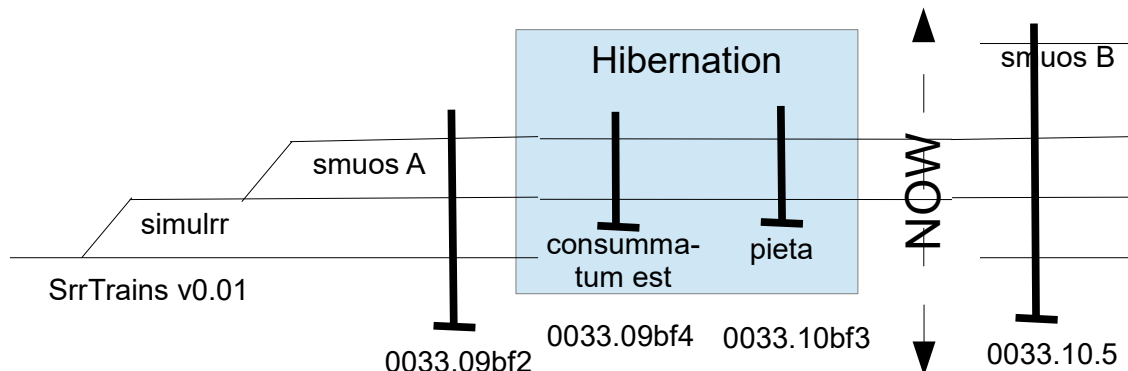 Hibernation
smuos B
NOW
smuos A
simulrr
consumma-
tum est
pieta
SrrTrains v0.01
0033.09bf2
0033.09bf4
0033.10bf3
0033.10.5